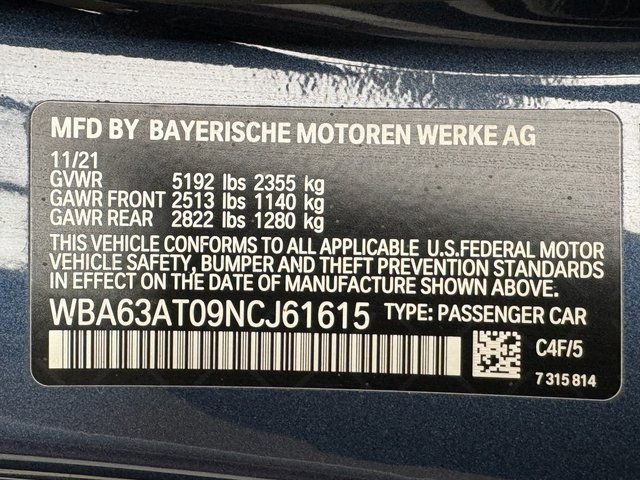 MFD BY BAYERISCHE MOTOREN WERKE AG
11/21
GVWR 5192 lbs 2355 kg
GAWR FRONT 2513 lbs 1140 kg
GAWR REAR 2822 lbs 1280 kg
THIS VEHICLE CONFORMS TO ALL APPLICABLE U.S.FEDERAL MOTOR
VEHICLE SAFETY, BUMPER AND THEFT PREVENTION STANDARDS
IN EFFECT ON THE DATE OF MANUFACTURE SHOWN ABOVE.
WBA63AT09NCJ61615 TYPE: PASSENGER CAR
C4F/5
7 315 814